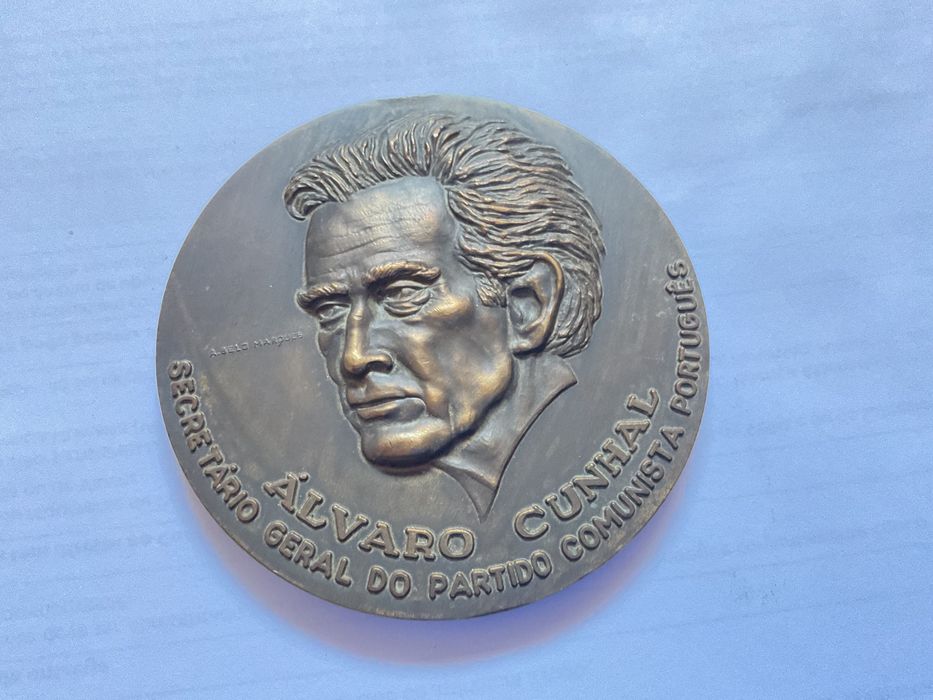 A. BELO MARQUES
ÁLVARO CUNHAL
SECRETÁRIO GERAL DO PARTIDO COMUNISTA PORTUGUÊS